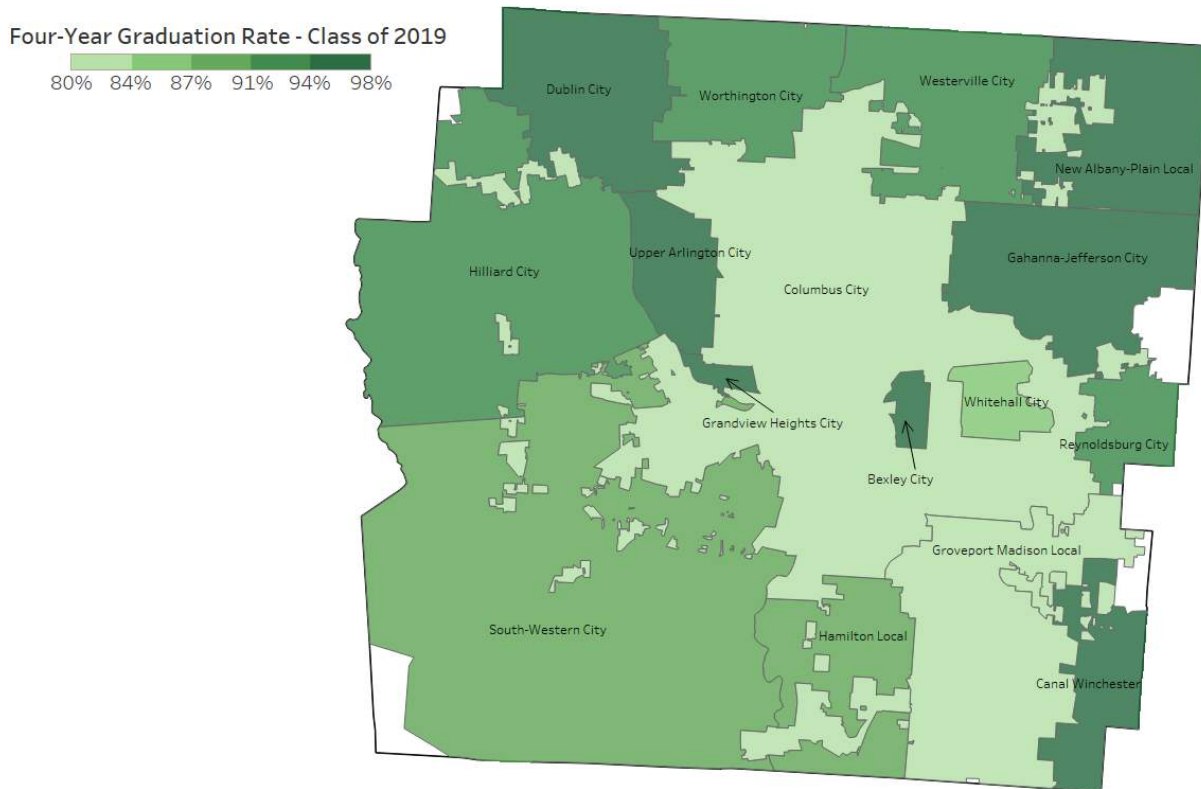 Four-Year Graduation Rate - Class of 2019
80% 84% 87% 91% 94% 98%
Dublin City
Worthington City
Westerville City
New Albany-Plain Local
Upper Arlington City
Gahanna-Jefferson City
Hilliard City
Columbus City
Whitehall City
Grandview Heights City
Reynoldsburg City
Bexley City
Groveport Madison Local
South-Western City
Hamilton Local
Canal Winchester